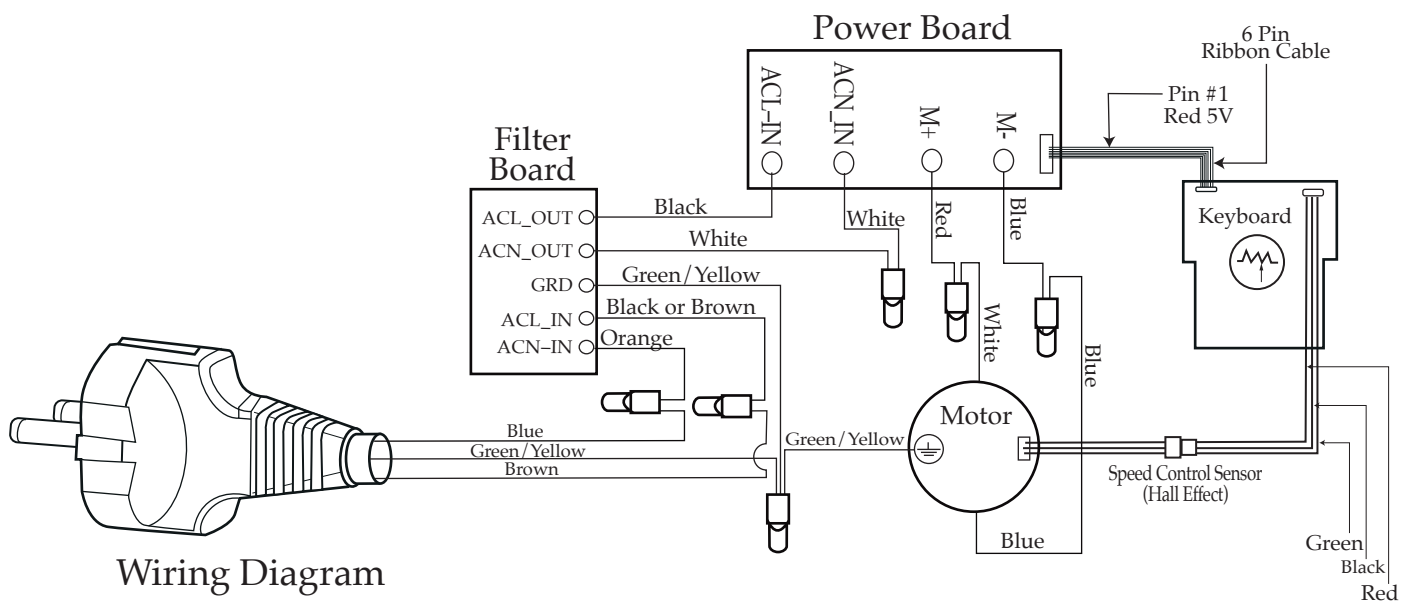 Power Board
6 Pin
Ribbon Cable
Pin #1
Red 5V
ACL-IN
ACN_IN
M+
M-
Filter
Board
ACL_OUT
ACN_OUT
GRD
ACL_IN
ACN-IN
Black
White
Green/Yellow
Black or Brown
Orange
White
Red
Blue
Keyboard
White
Blue
Motor
Blue
Green/Yellow
Brown
Green/Yellow
Speed Control Sensor
(Hall Effect)
Blue
Green
Black
Red
Wiring Diagram